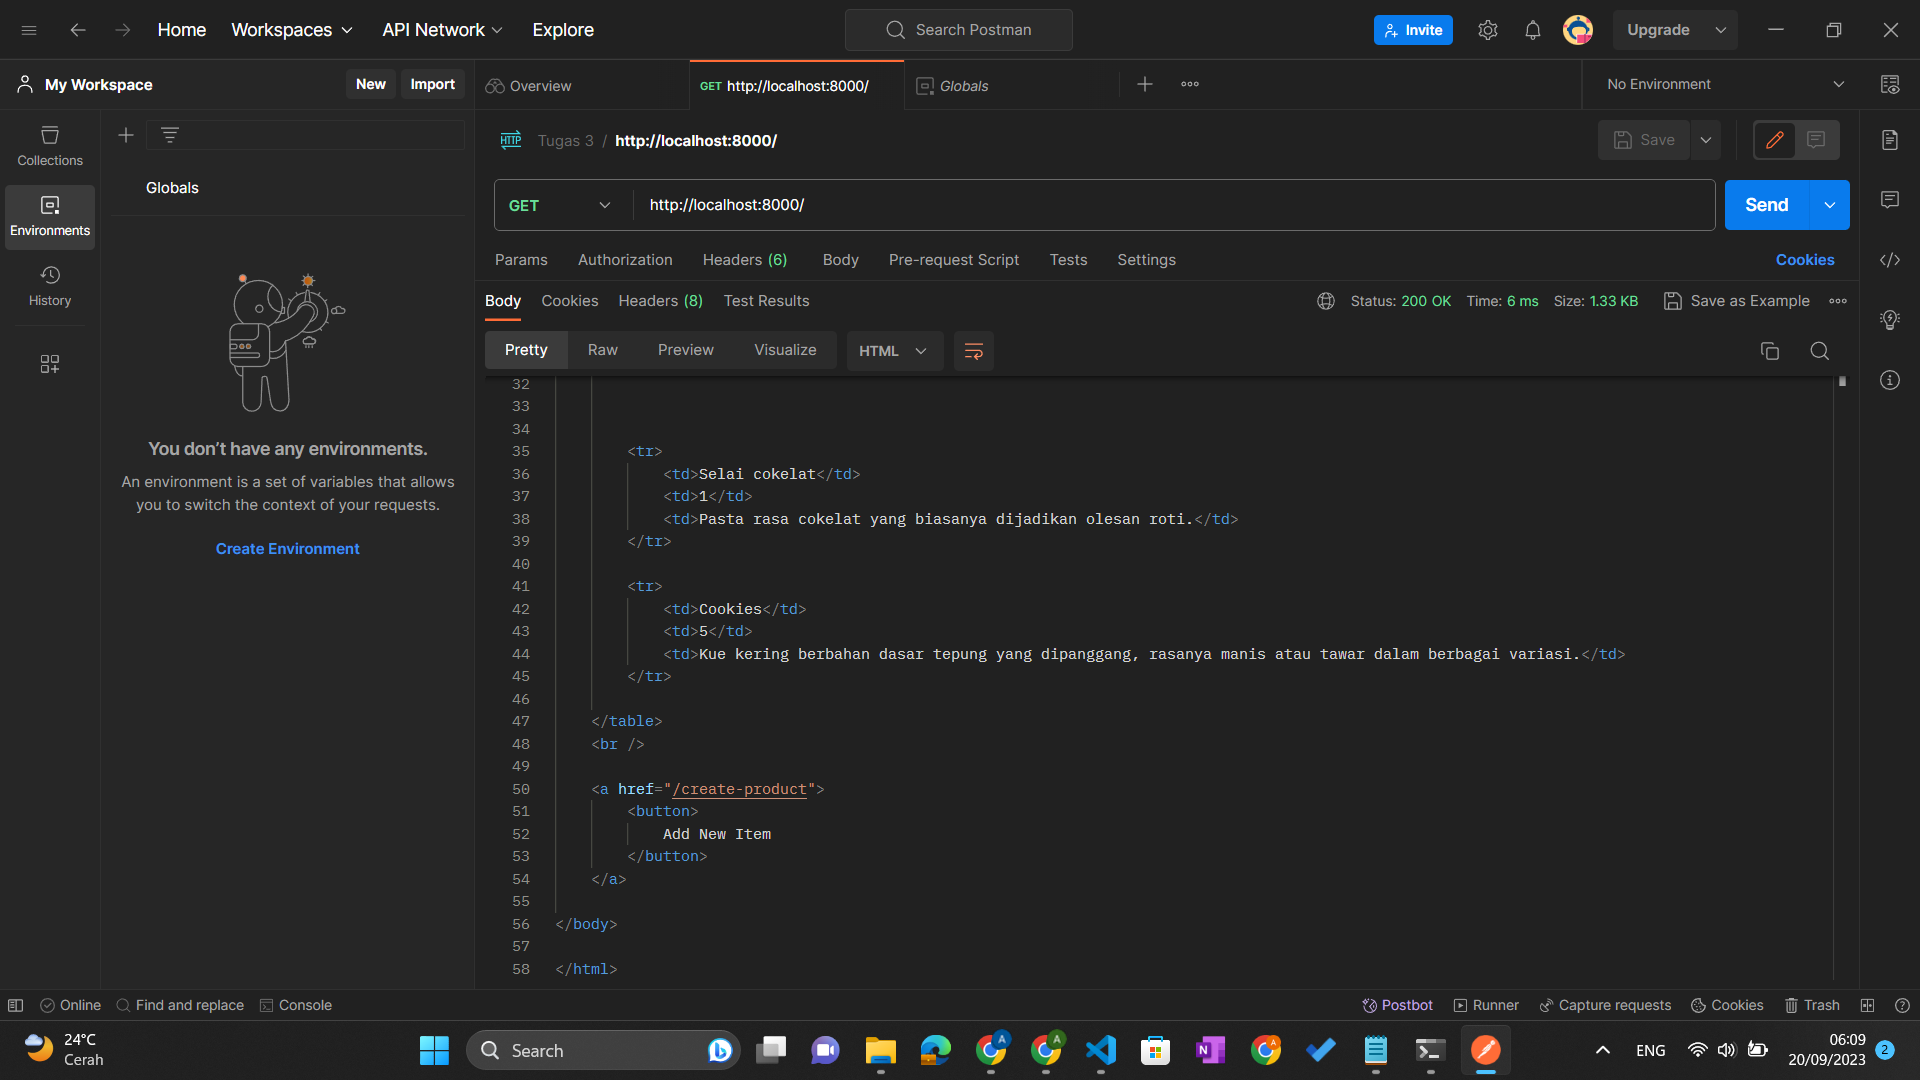 Home Workspaces API Network Explore Search Postman Invite Upgrade
My Workspace New Import Overview GET http://localhost:8000/ Globals No Environment
Collections
Environments
History
Globals
You don’t have any environments.
An environment is a set of variables that allows
you to switch the context of your requests.
Create Environment
HTTP Tugas 3 / http://localhost:8000/ Save
GET http://localhost:8000/ Send
Params Authorization Headers (6) Body Pre-request Script Tests Settings Cookies
Body Cookies Headers (8) Test Results Status: 200 OK Time: 6 ms Size: 1.33 KB Save as Example
Pretty Raw Preview Visualize HTML
32
33
34
35 <tr>
36 <td>Selai cokelat</td>
37 <td>1</td>
38 <td>Pasta rasa cokelat yang biasanya dijadikan olesan roti.</td>
39 </tr>
40
41 <tr>
42 <td>Cookies</td>
43 <td>5</td>
44 <td>Kue kering berbahan dasar tepung yang dipanggang, rasanya manis atau tawar dalam berbagai variasi.</td>
45 </tr>
46
47 </table>
48 <br />
49
50 <a href="/create-product">
51 <button>
52 Add New Item
53 </button>
54 </a>
55
56 </body>
57
58 </html>
Online Find and replace Console Postbot Runner Capture requests Cookies Trash
24°C
Cerah
Search
A
A
N
A
ENG
06:09
20/09/2023
2